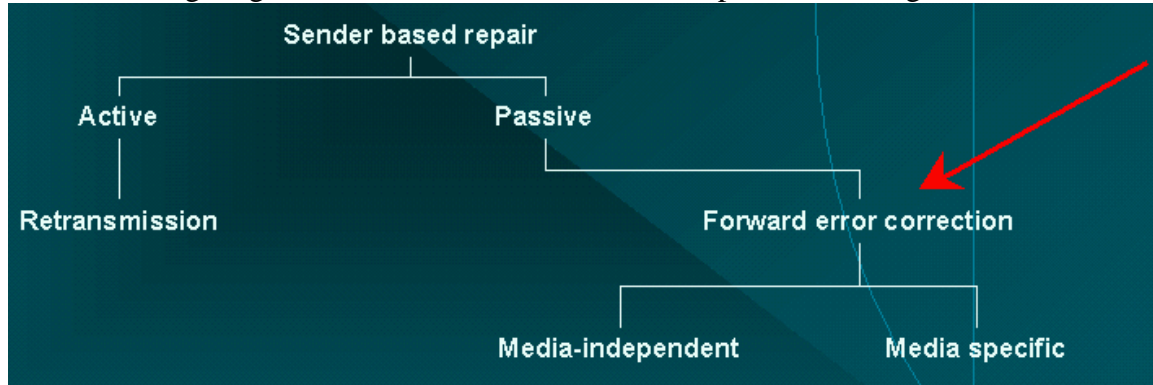 Sender based repair
Active
Passive
Retransmission
Forward error correction
Media-independent
Media specific